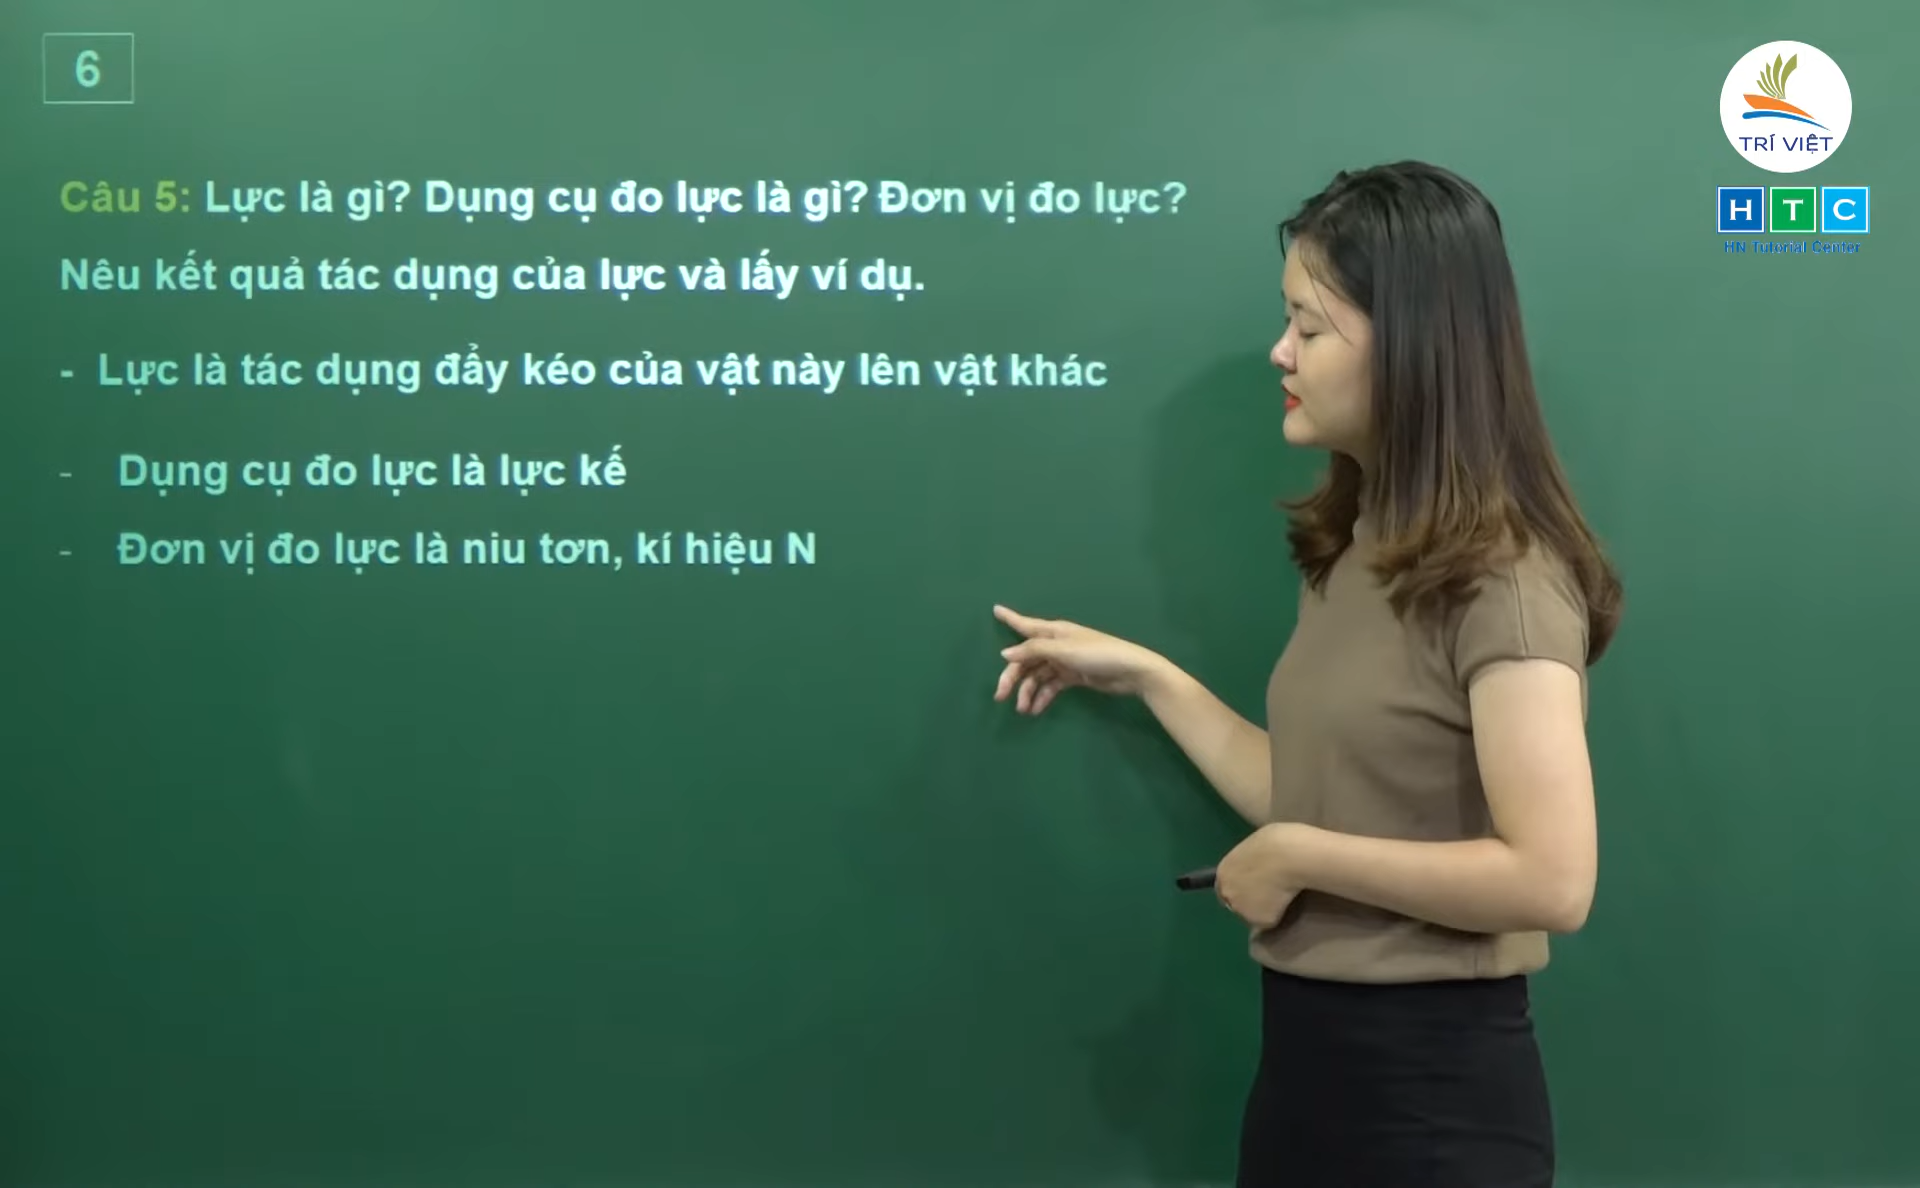 6
TRÍ VIỆT
H T C
HN Tutorial Center
Câu 5: Lực là gì? Dụng cụ đo lực là gì? Đơn vị đo lực?
Nêu kết quả tác dụng của lực và lấy ví dụ.
- Lực là tác dụng đẩy kéo của vật này lên vật khác
- Dụng cụ đo lực là lực kế
- Đơn vị đo lực là niu tơn, kí hiệu N